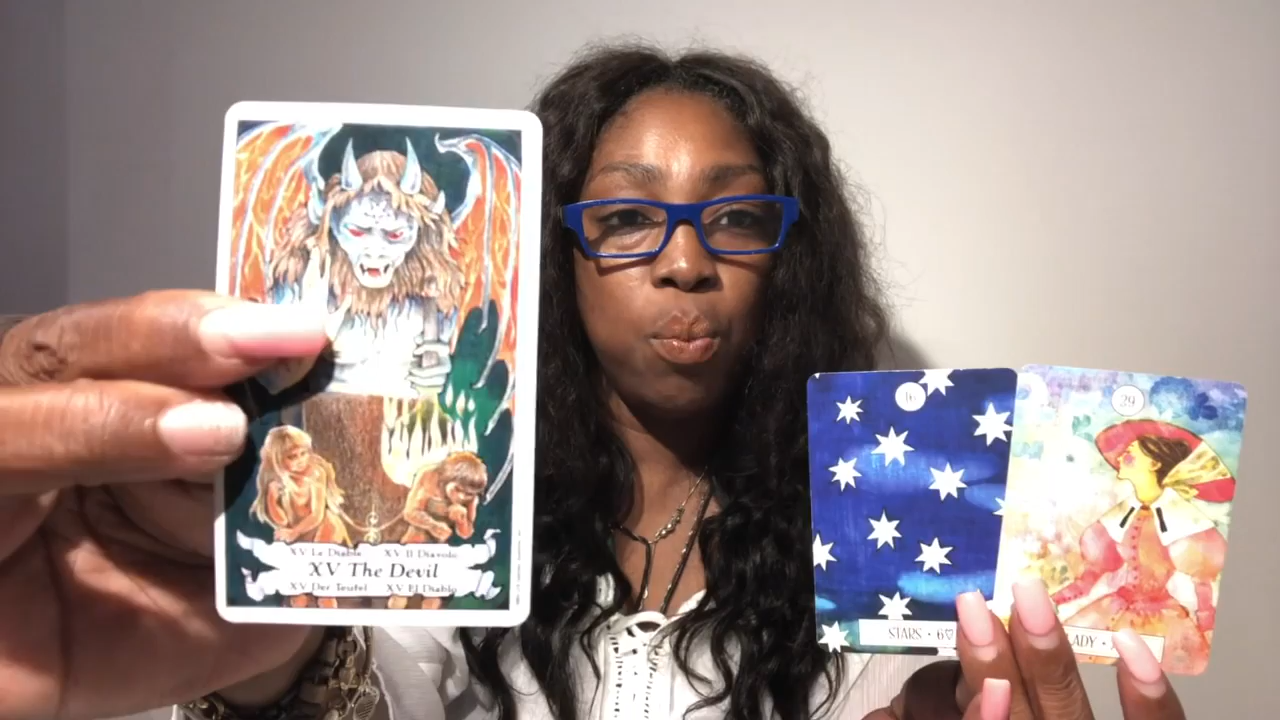 XV Le Diable XV Il Diavolo
XV The Devil
XV Der Teufel XV El Diablo
16
STARS • 6♡
29
LADY •